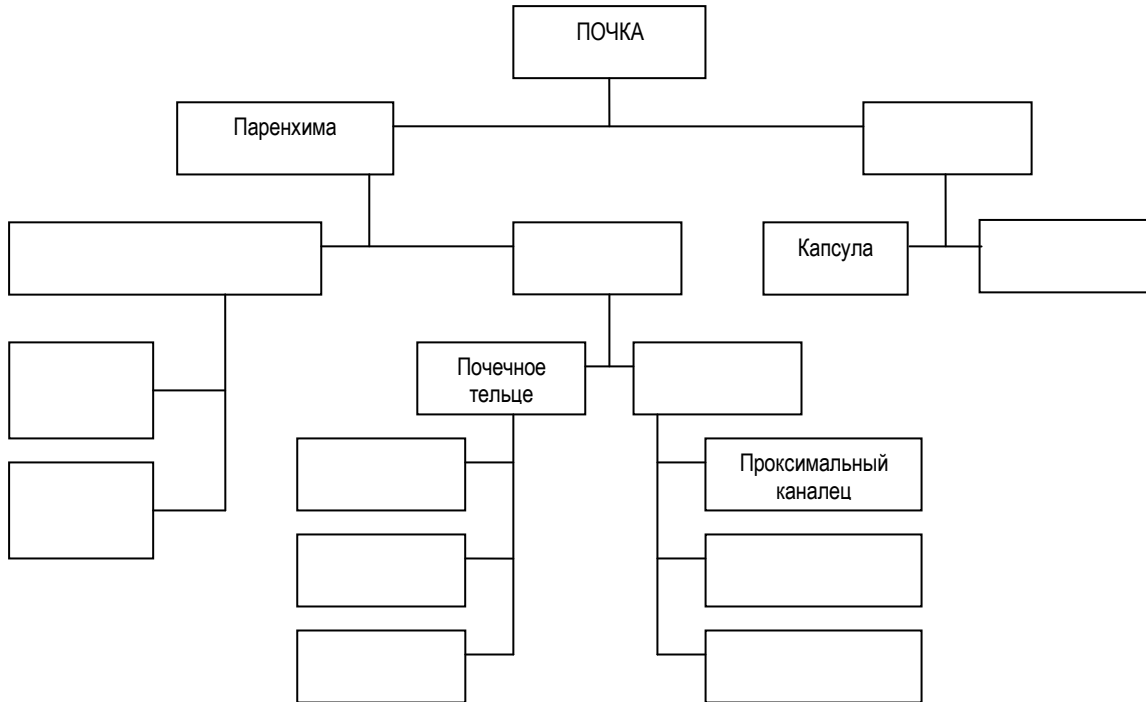 ПОЧКА
Паренхима
Капсула
Почечное
тельце
Проксимальный
каналец